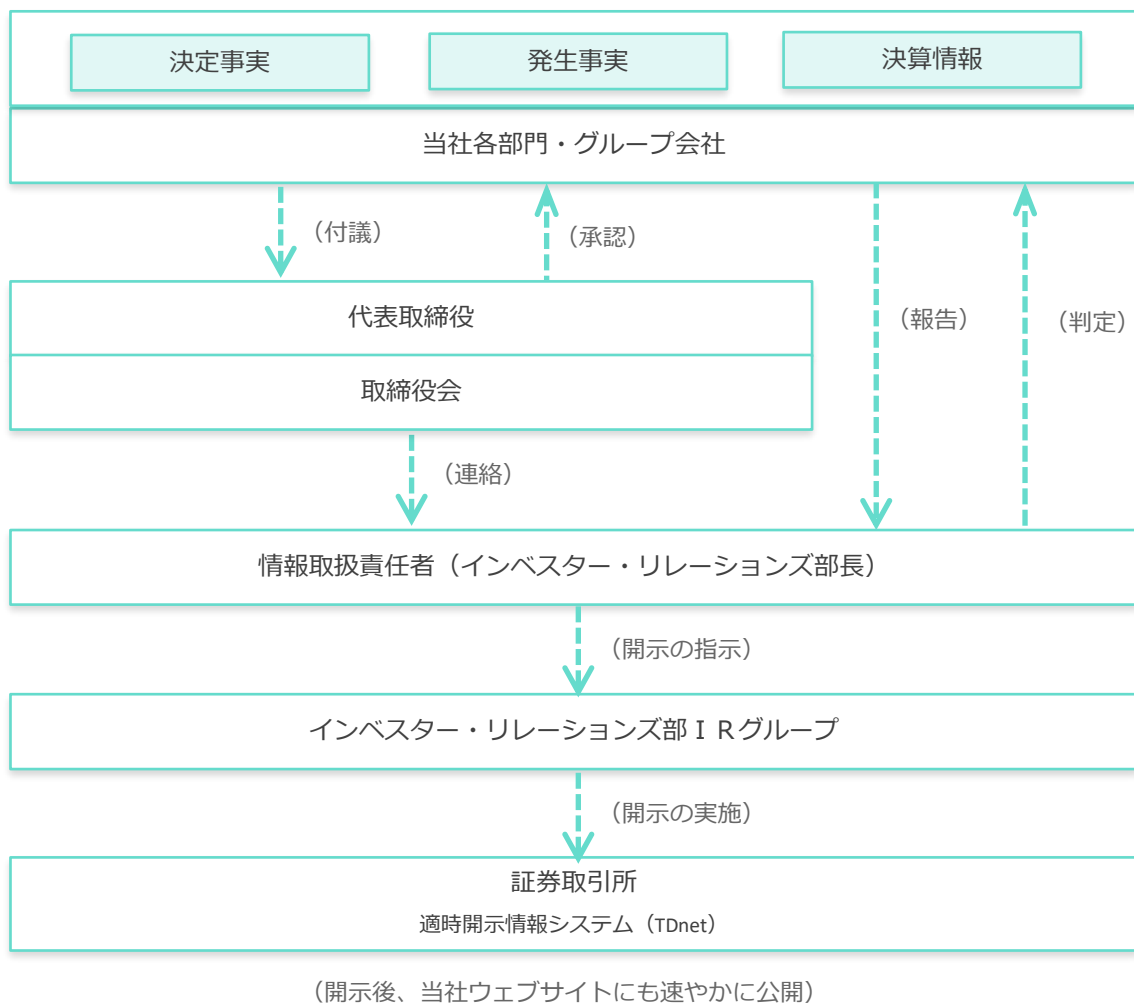 決定事実
発生事実
決算情報
当社各部門・グループ会社
（付議）
（承認）
（報告）
（判定）
代表取締役
取締役会
（連絡）
情報取扱責任者（インベスター・リレーションズ部長）
（開示の指示）
インベスター・リレーションズ部ＩＲグループ
（開示の実施）
証券取引所
適時開示情報システム（TDnet）
（開示後、当社ウェブサイトにも速やかに公開）